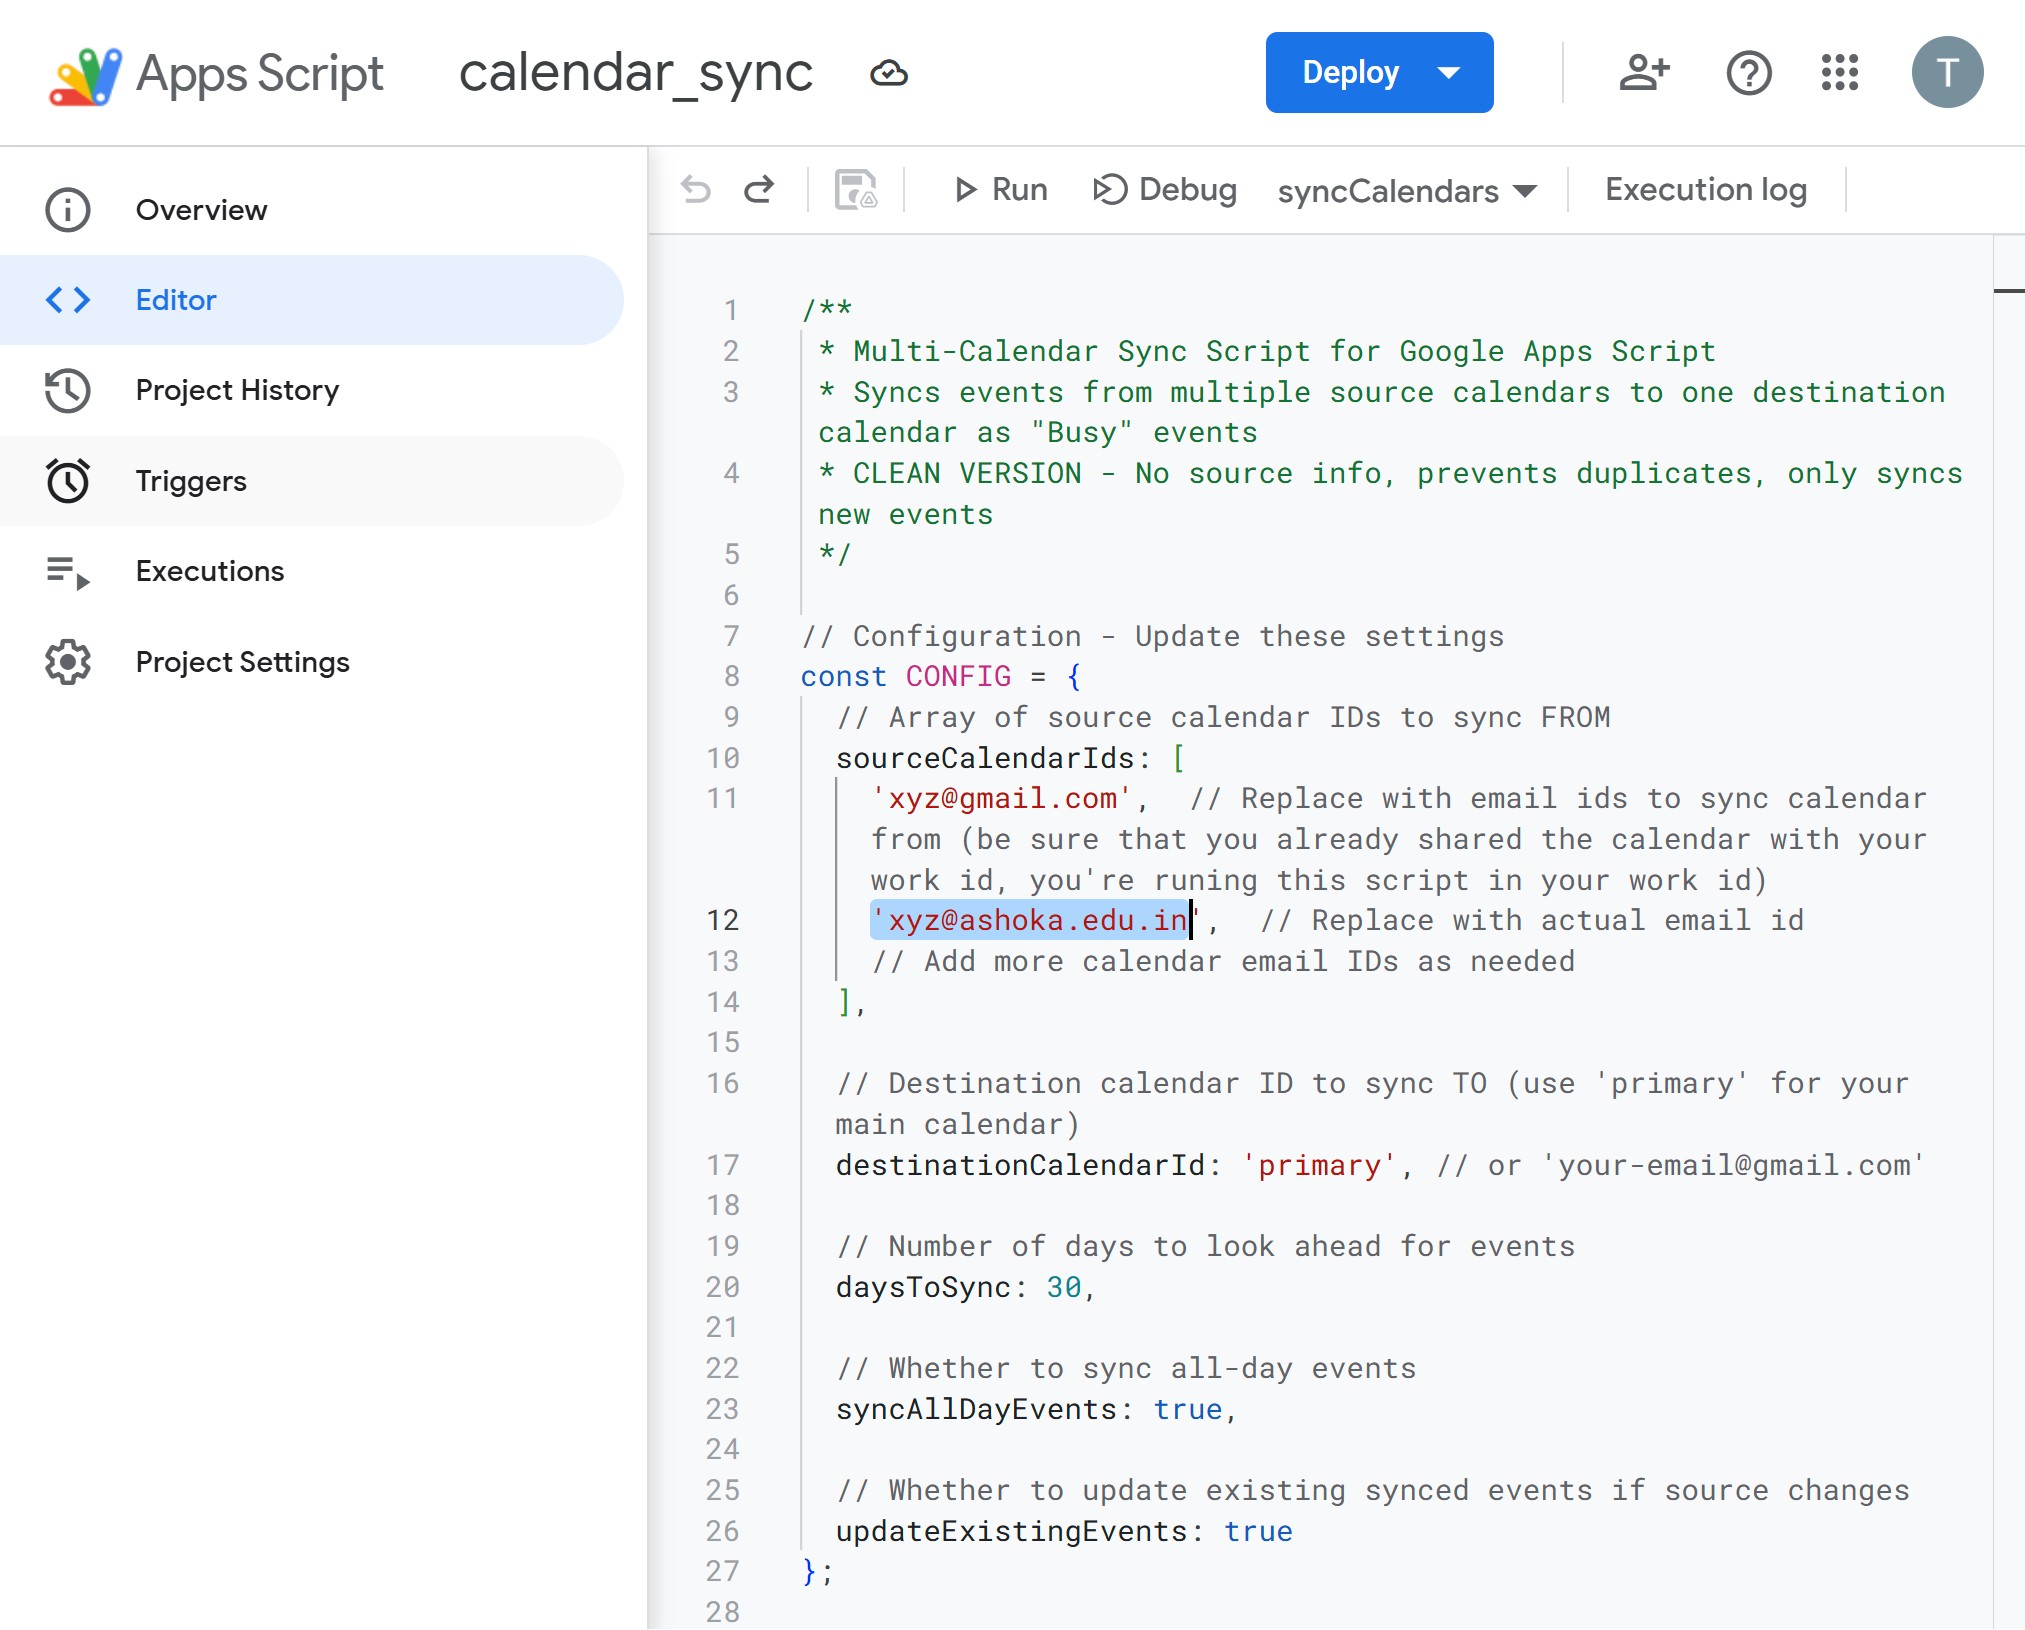 Apps Script
calendar_sync
Deploy
T
Overview
Editor
Project History
Triggers
Executions
Project Settings
Run
Debug
syncCalendars
Execution log
1 /**
2 * Multi-Calendar Sync Script for Google Apps Script
3 * Syncs events from multiple source calendars to one destination
calendar as "Busy" events
4 * CLEAN VERSION - No source info, prevents duplicates, only syncs
new events
5 */
6
7 // Configuration - Update these settings
8 const CONFIG = {
9 // Array of source calendar IDs to sync FROM
10 sourceCalendarIds: [
11 'xyz@gmail.com', // Replace with email ids to sync calendar
from (be sure that you already shared the calendar with your
work id, you're runing this script in your work id)
12 'xyz@ashoka.edu.in', // Replace with actual email id
13 // Add more calendar email IDs as needed
14 ],
15
16 // Destination calendar ID to sync TO (use 'primary' for your
main calendar)
17 destinationCalendarId: 'primary', // or 'your-email@gmail.com'
18
19 // Number of days to look ahead for events
20 daysToSync: 30,
21
22 // Whether to sync all-day events
23 syncAllDayEvents: true,
24
25 // Whether to update existing synced events if source changes
26 updateExistingEvents: true
27 };
28